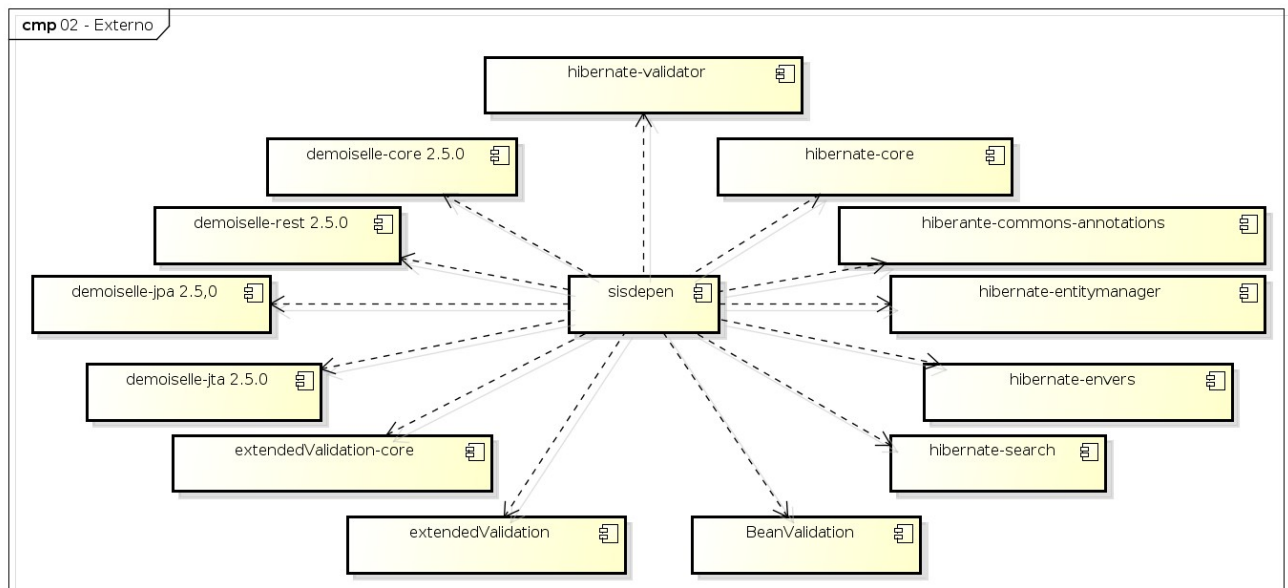 cmp 02 - Externo
hibernate-validator
demoiselle-core 2.5.0
hibernate-core
demoiselle-rest 2.5.0
hiberante-commons-annotations
demoiselle-jpa 2.5,0
sisdepen
hibernate-entitymanager
demoiselle-jta 2.5.0
hibernate-envers
extendedValidation-core
hibernate-search
extendedValidation
BeanValidation